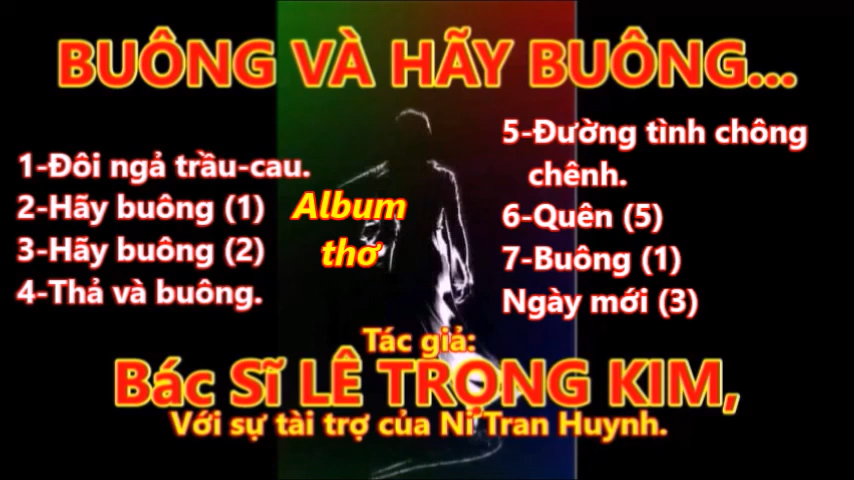 BUÔNG VÀ HÃY BUÔNG...
1-Đôi ngả trầu-cau.
2-Hãy buông (1)
3-Hãy buông (2)
4-Thả và buông.
Album
thơ
5-Đường tình chông
chênh.
6-Quên (5)
7-Buông (1)
Ngày mới (3)
Tác giả:
Bác Sĩ LÊ TRỌNG KIM,
Với sự tài trợ của Ni Tran Huynh.